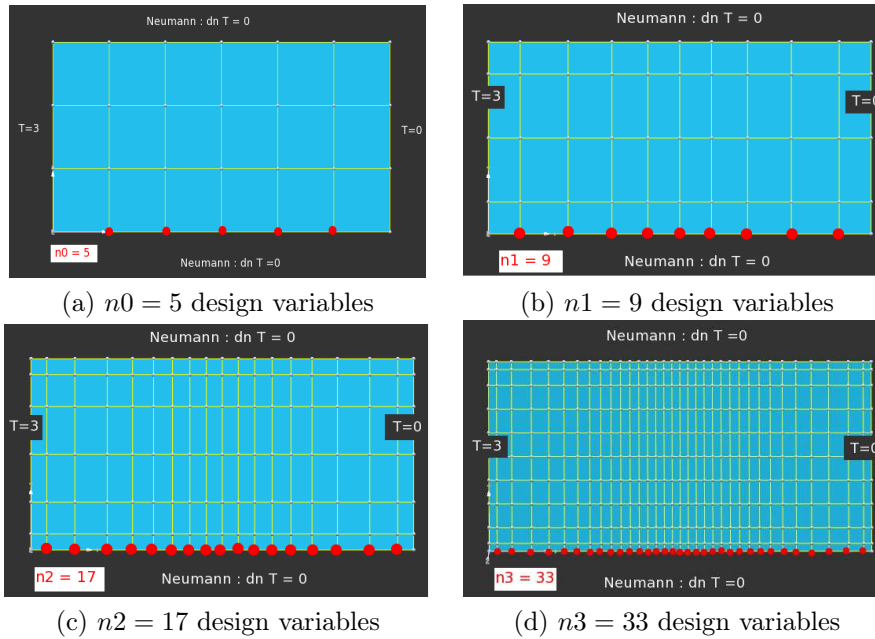 Neumann: dn T = 0
T=3
T=0
n0 = 5
Neumann : dn T = 0
(a) n0 = 5 design variables
Neumann : dn T = 0
T=3
T=0
n1 = 9
Neumann : dn T = 0
(b) n1 = 9 design variables
Neumann : dn T = 0
T=3
T=0
n2 = 17
Neumann : dn T = 0
(c) n2 = 17 design variables
Neumann : dn T =0
T=3
T=0
n3 = 33
Neumann : dn T =0
(d) n3 = 33 design variables